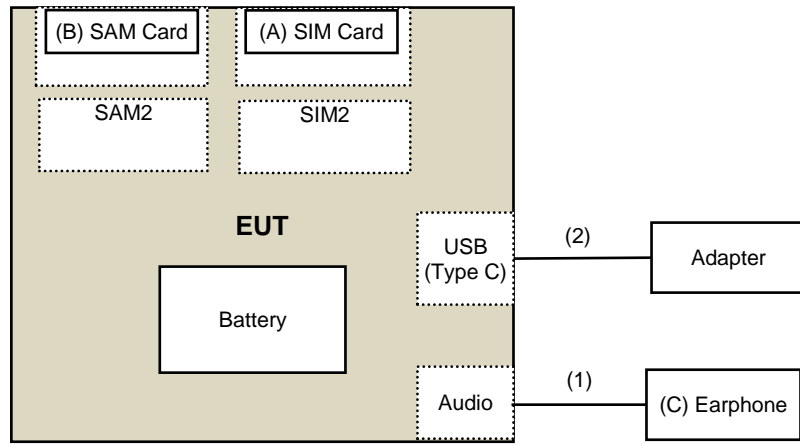 (B) SAM Card
(A) SIM Card
SAM2
SIM2
EUT
USB
(Type C)
(2)
Adapter
Battery
(1)
Audio
(C) Earphone